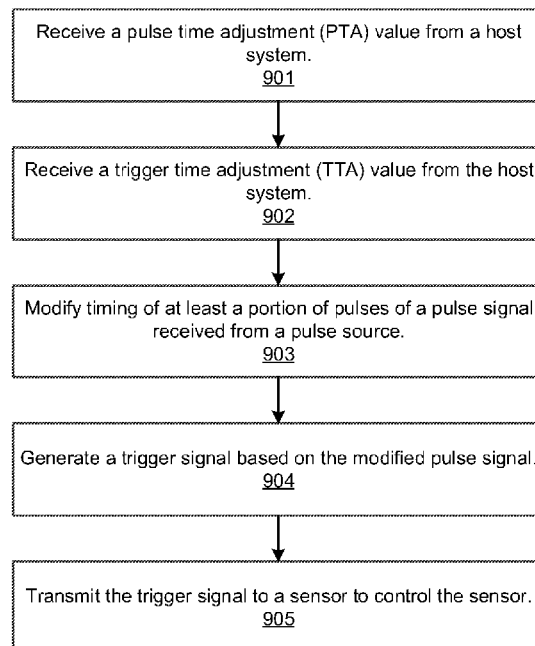 Receive a pulse time adjustment (PTA) value from a host
system.
901
Receive a trigger time adjustment (TTA) value from the host
system.
902
Modify timing of at least a portion of pulses of a pulse signal
received from a pulse source.
903
Generate a trigger signal based on the modified pulse signal.
904
Transmit the trigger signal to a sensor to control the sensor.
905